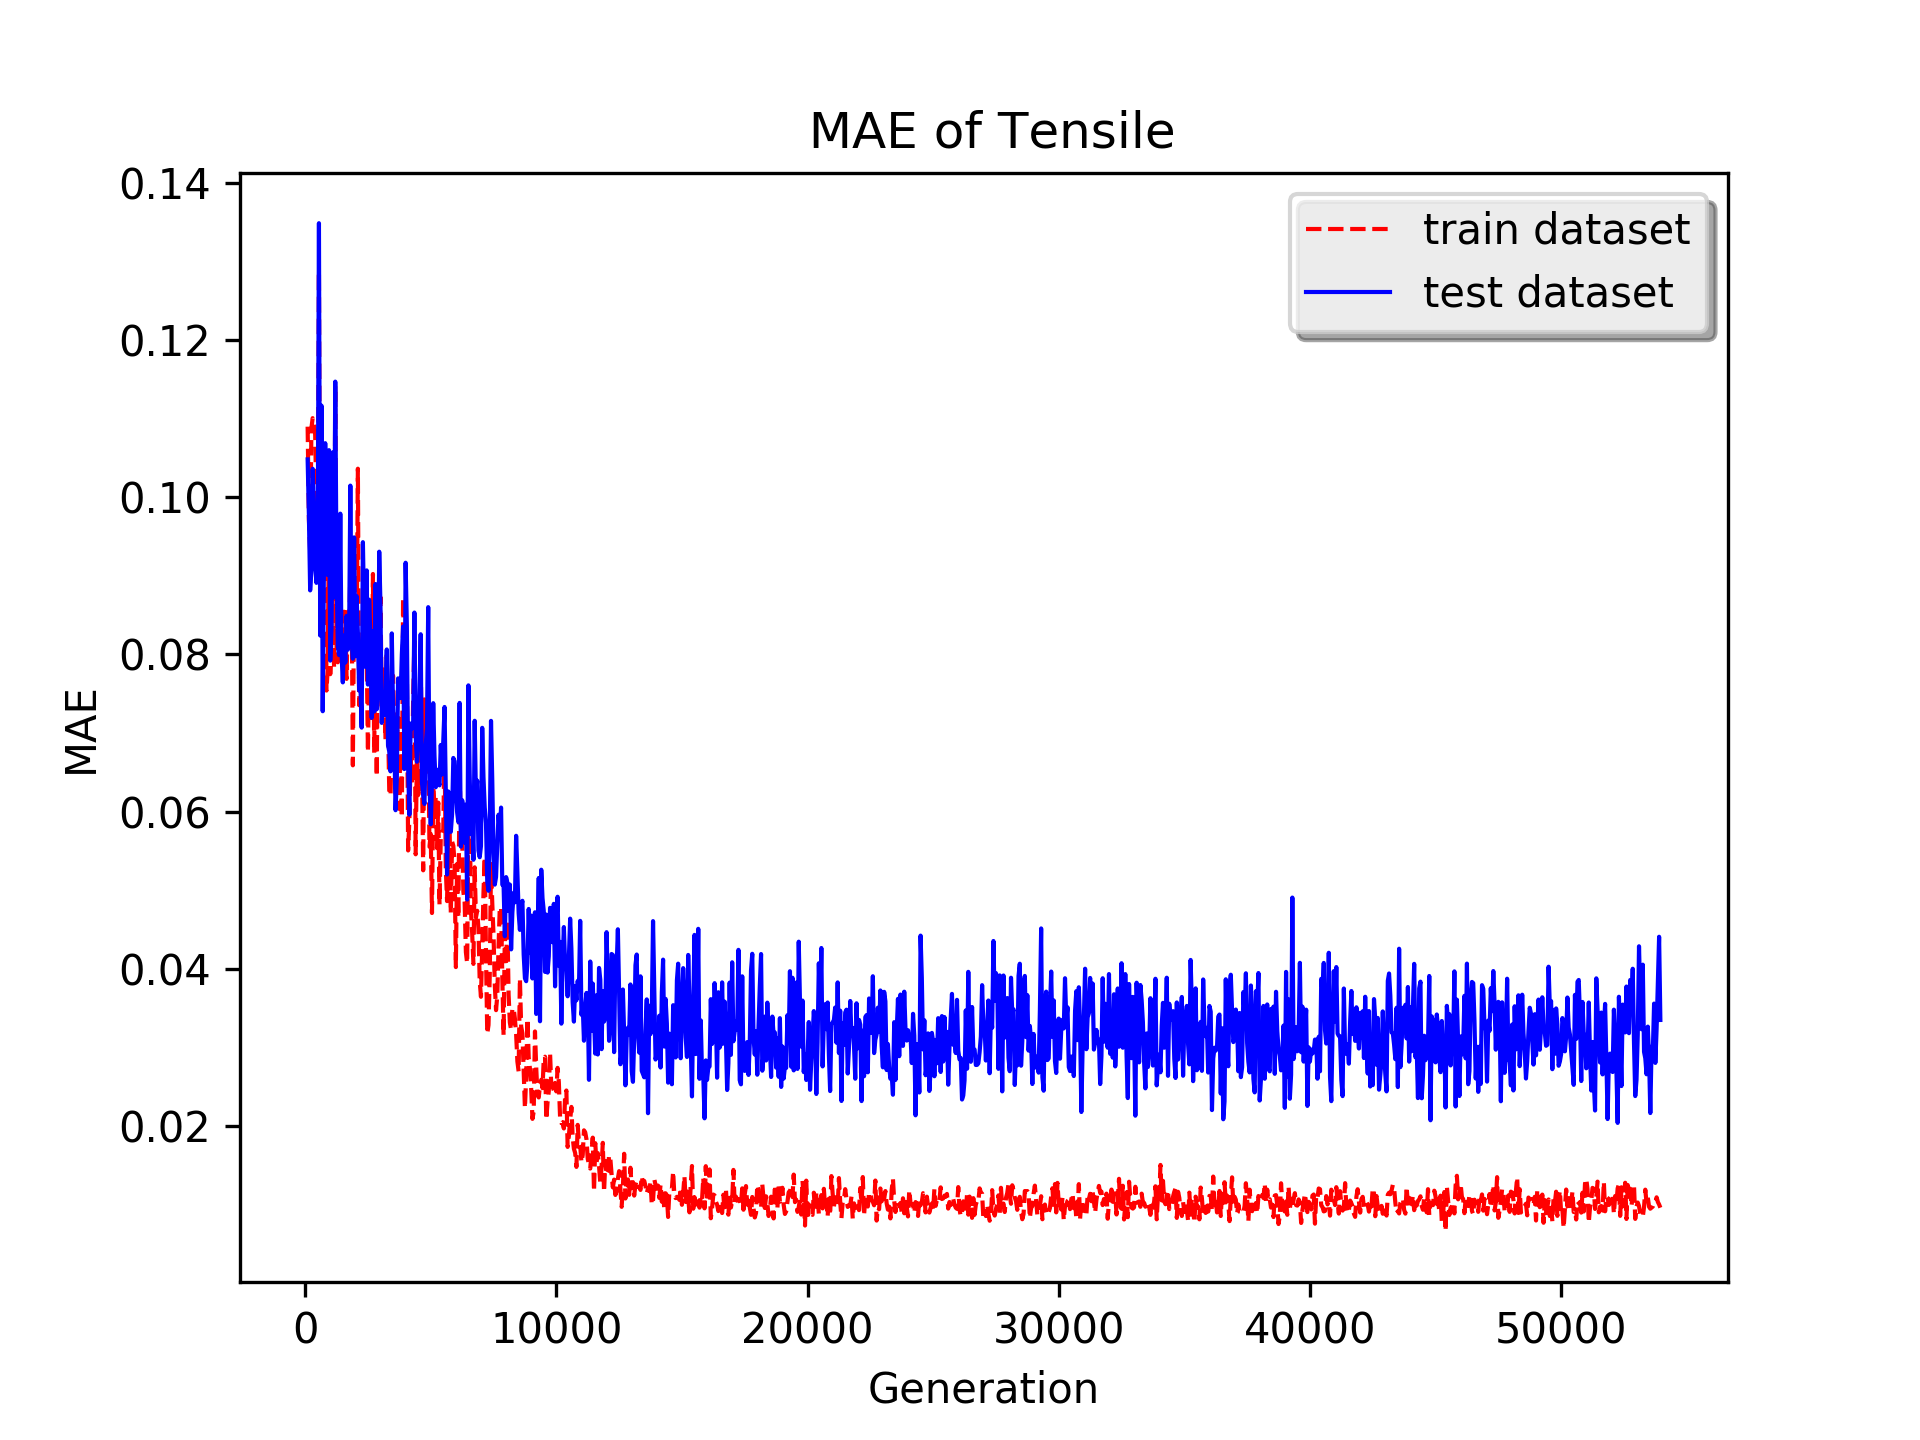 MAE of Tensile
train dataset
test dataset
MAE
0.14
0.12
0.10
0.08
0.06
0.04
0.02
0
10000
20000
30000
40000
50000
Generation